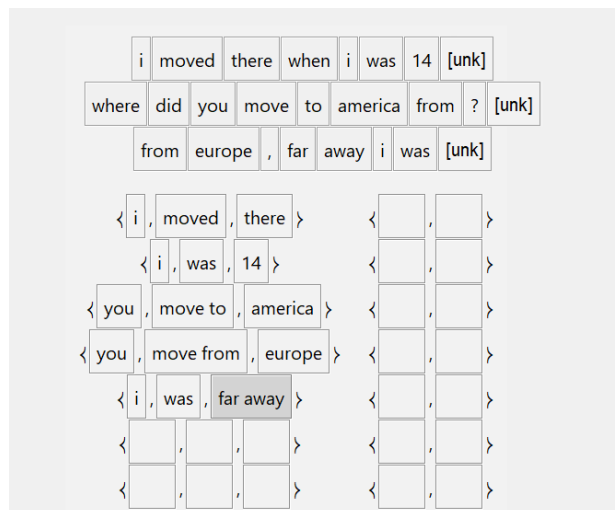 i moved there when i was 14 [unk]
where did you move to america from ? [unk]
from europe , far away i was [unk]
{ i , moved , there } { , }
{ i , was , 14 } { , }
{ you , move to , america } { , }
{ you , move from , europe } { , }
{ i , was , far away } { , }
{ , , } { , }
{ , , } { , }